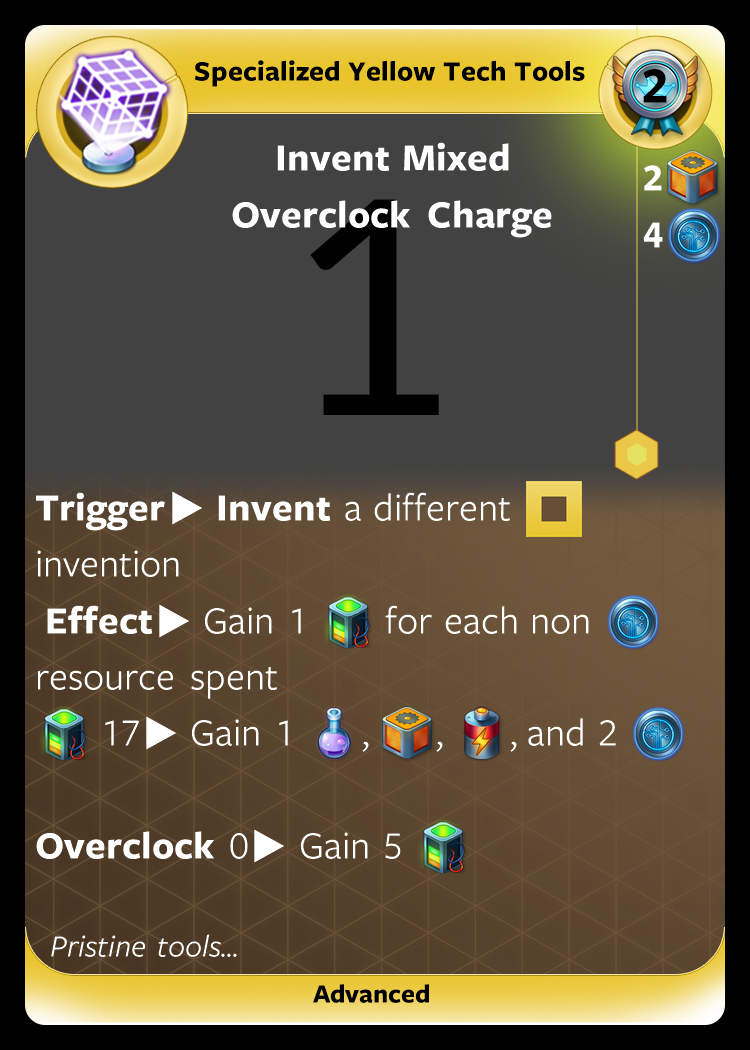 Specialized Yellow Tech Tools
2
Invent Mixed
2
Overclock Charge
4
1
Trigger▶ Invent a different
invention
Effect▶ Gain 1 for each non
resource spent
17▶ Gain 1 , , , and 2
Overclock 0▶ Gain 5
Pristine tools...
Advanced